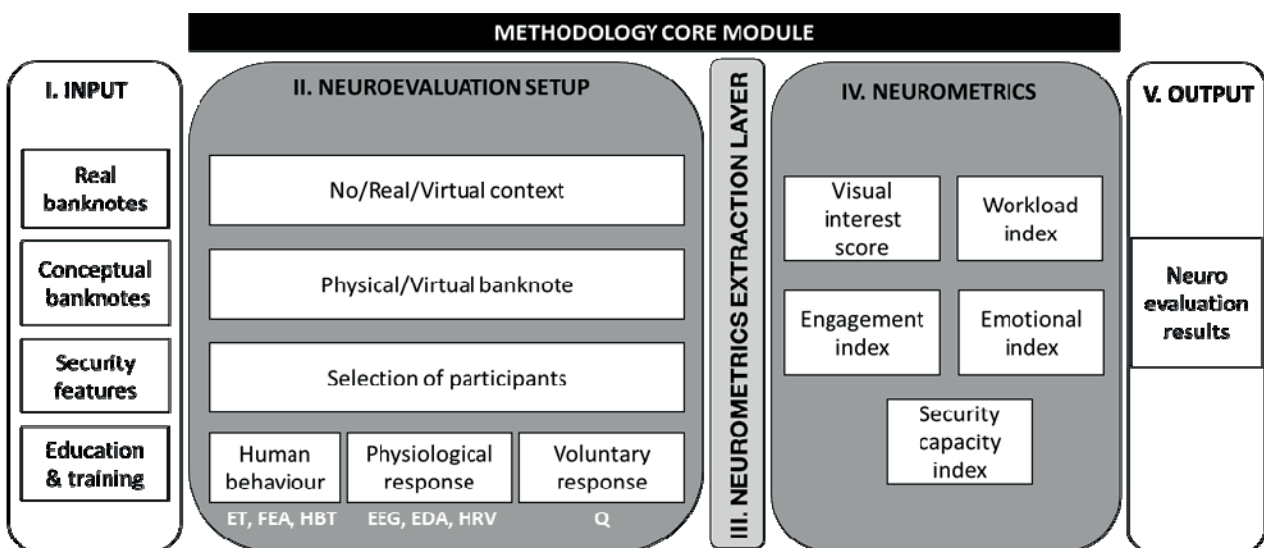 METHODOLOGY CORE MODULE
I. INPUT
Real
banknotes
Conceptual
banknotes
Security
features
Education
& training
II. NEUROEVALUATION SETUP
No/Real/Virtual context
Physical/Virtual banknote
Selection of participants
Human
behaviour
ET, FEA, HBT
Physiological
response
EEG, EDA, HRV
Voluntary
response
Q
III. NEUROMETRICS EXTRACTION LAYER
IV. NEUROMETRICS
Visual
interest
score
Workload
index
Engagement
index
Emotional
index
Security
capacity
index
V. OUTPUT
Neuro
evaluation
results